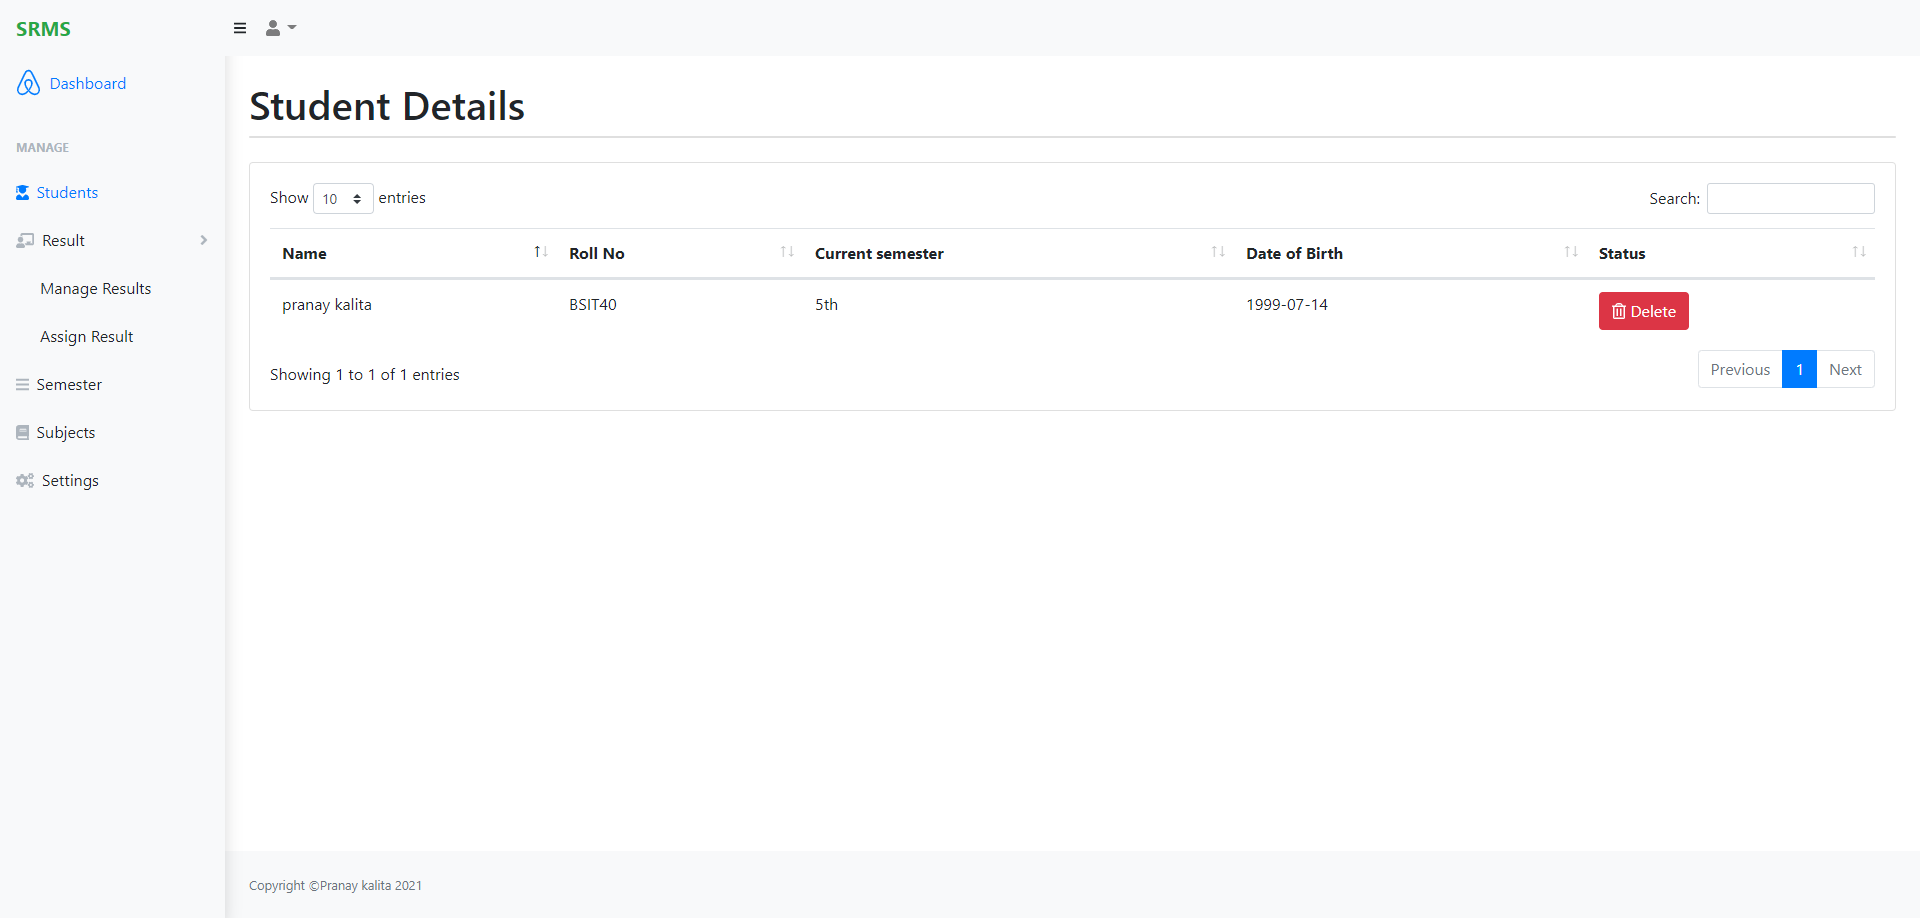 SRMS
Dashboard
MANAGE
Students
Result
Manage Results
Assign Result
Semester
Subjects
Settings
Student Details
Show 10 entries
Search:
Name Roll No Current semester Date of Birth Status
pranay kalita BSIT40 5th 1999-07-14 Delete
Showing 1 to 1 of 1 entries
Previous 1 Next
Copyright ©Pranay kalita 2021